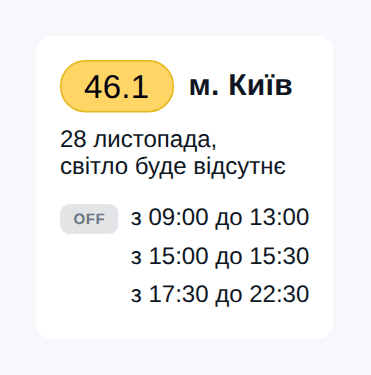 46.1 м. Київ
28 листопада,
світло буде відсутнє
OFF з 09:00 до 13:00
з 15:00 до 15:30
з 17:30 до 22:30